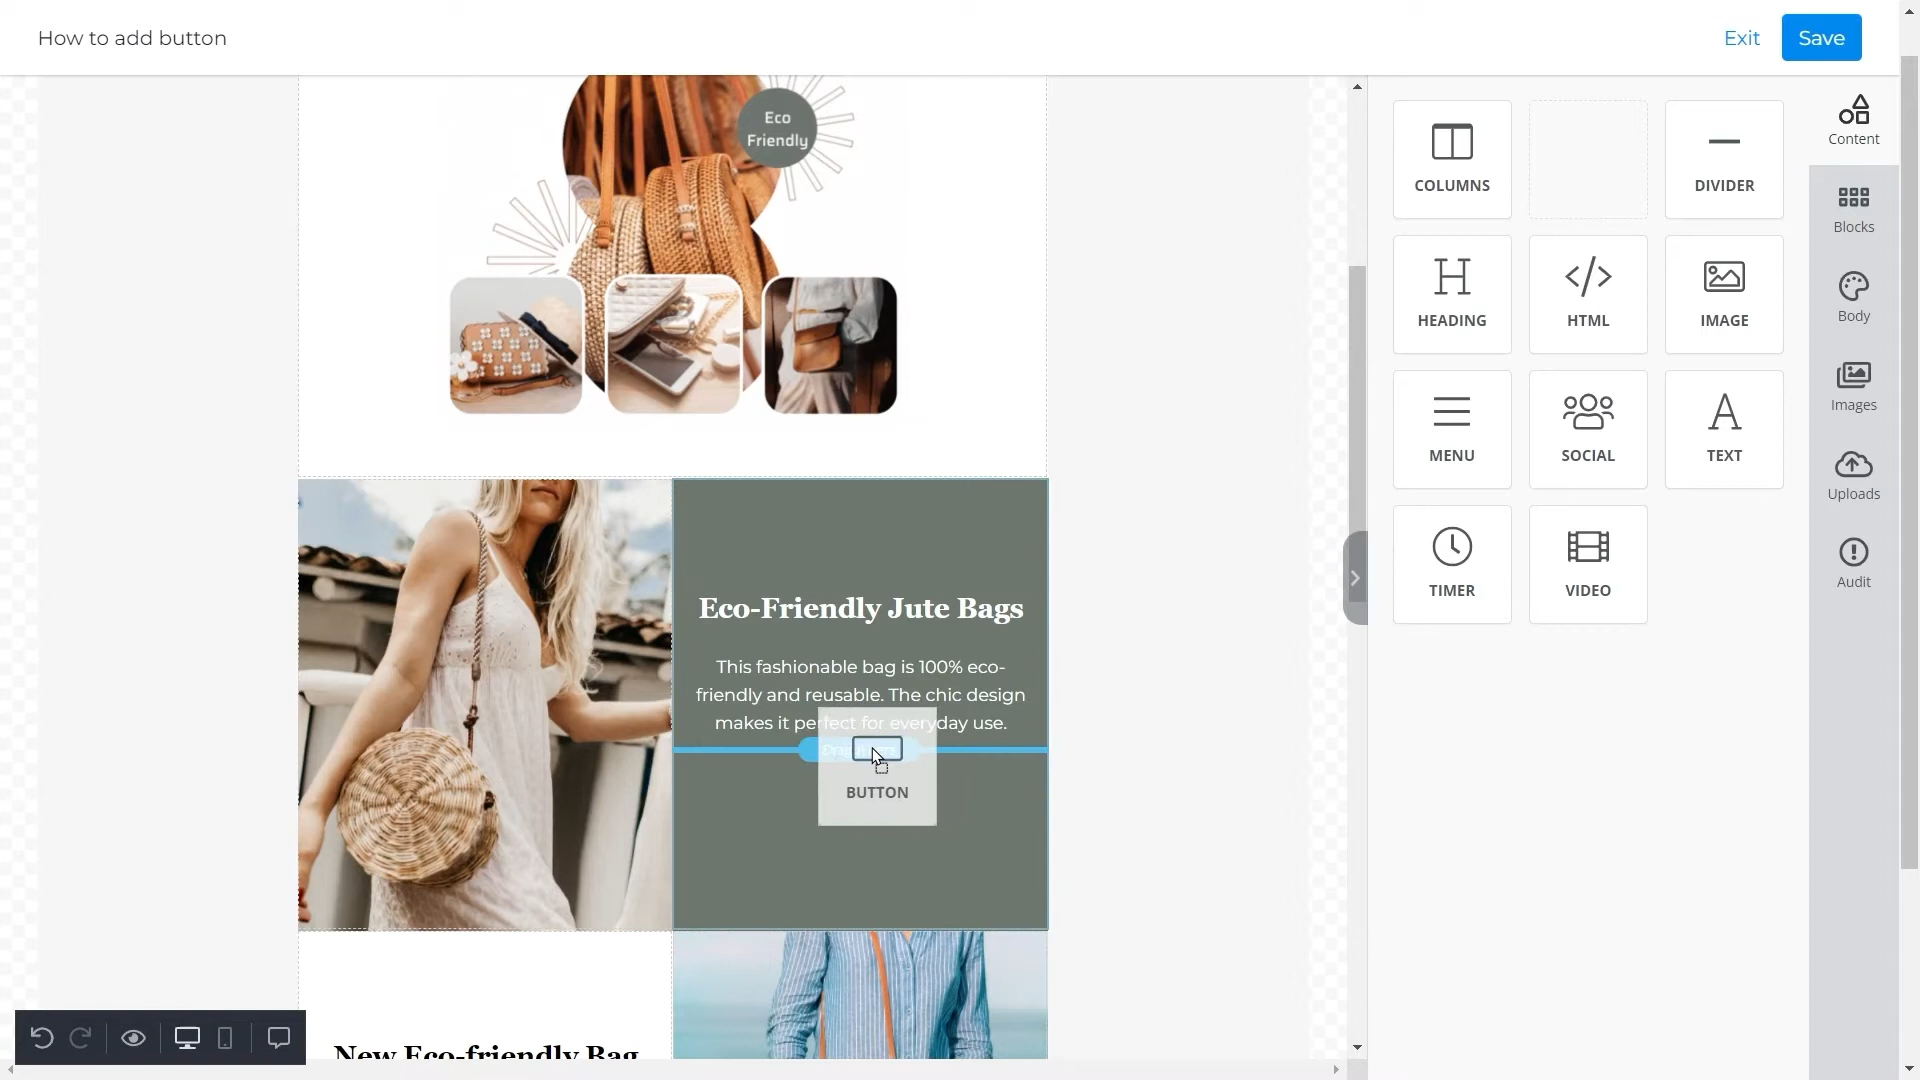 How to add button
Exit
Save
Eco
Friendly
COLUMNS
DIVIDER
HEADING
HTML
IMAGE
MENU
SOCIAL
TEXT
TIMER
VIDEO
Content
Blocks
Body
Images
Uploads
Audit
Eco-Friendly Jute Bags
This fashionable bag is 100% eco-
friendly and reusable. The chic design
makes it perfect for everyday use.
BUTTON
New Eco-friendly Bag